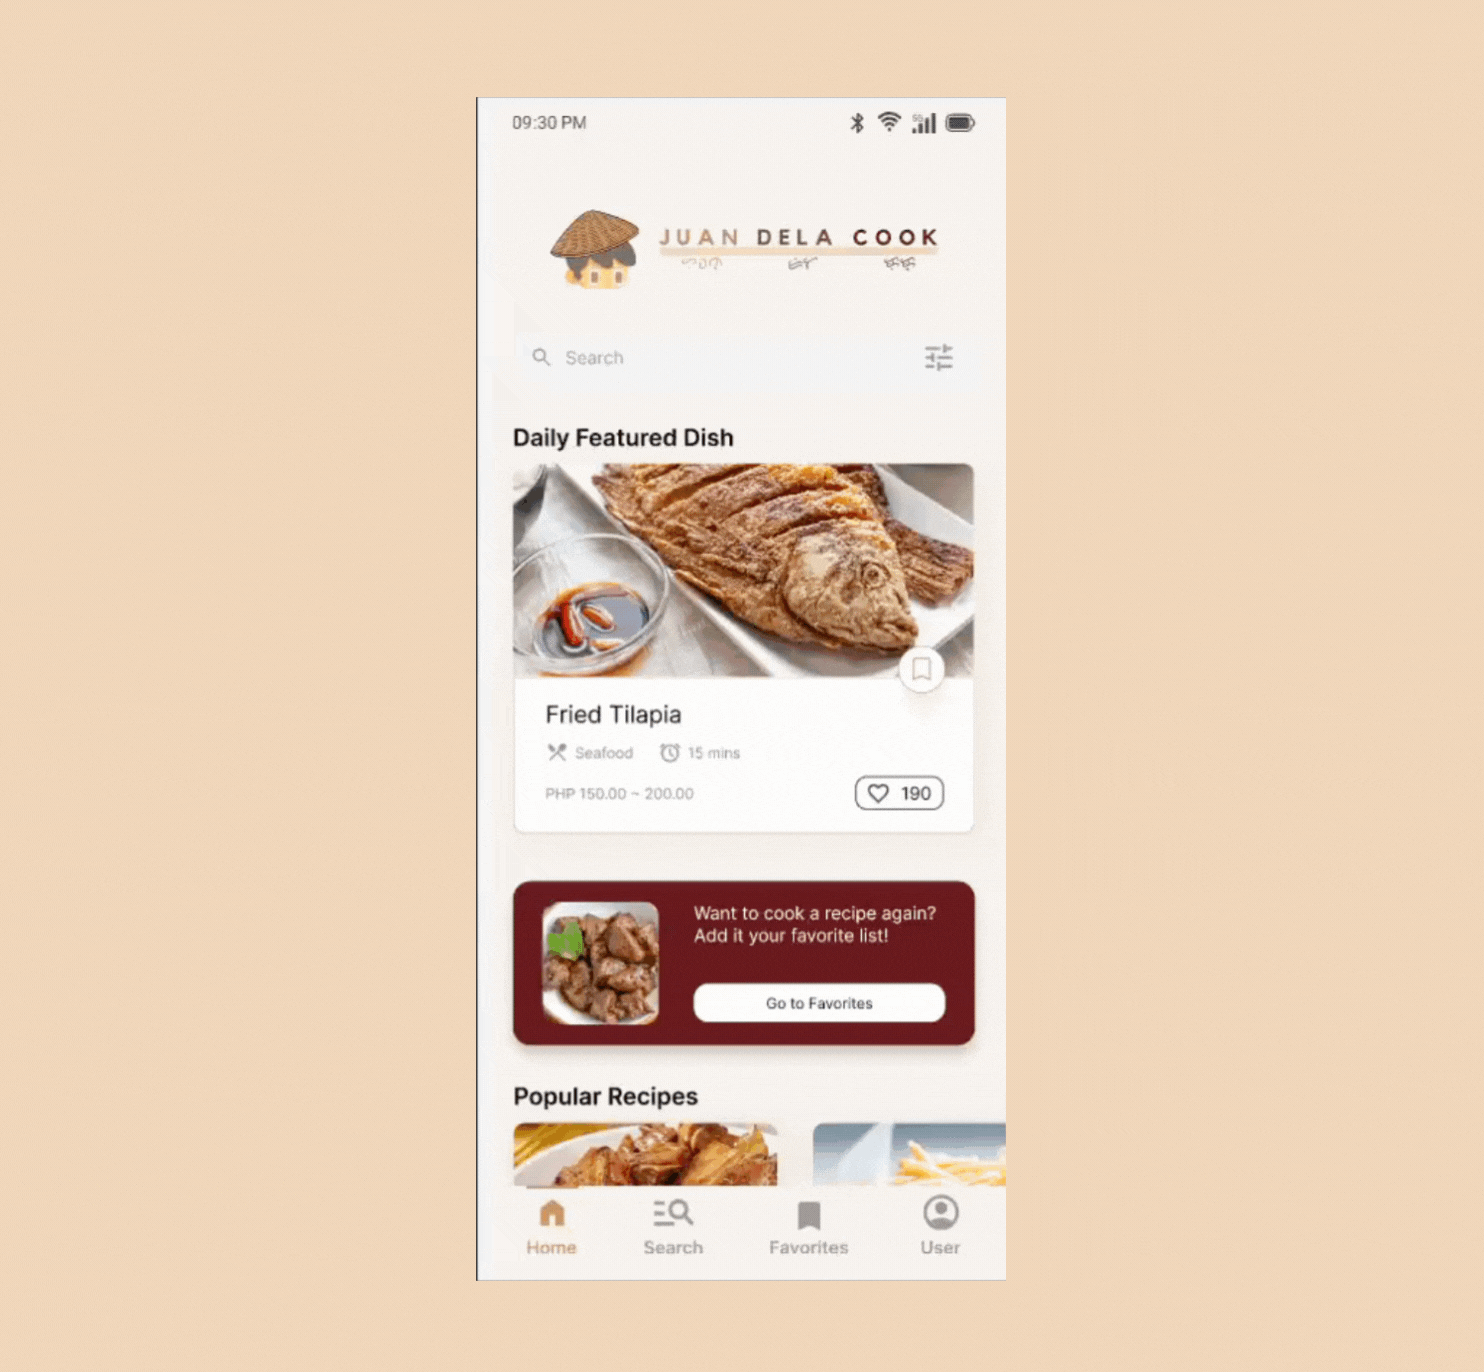 09:30 PM
5G
JUAN DELA COOK
Search
Daily Featured Dish
Fried Tilapia
Seafood 15 mins
PHP 150.00 ~ 200.00
190
Want to cook a recipe again?
Add it your favorite list!
Go to Favorites
Popular Recipes
Home Search Favorites User